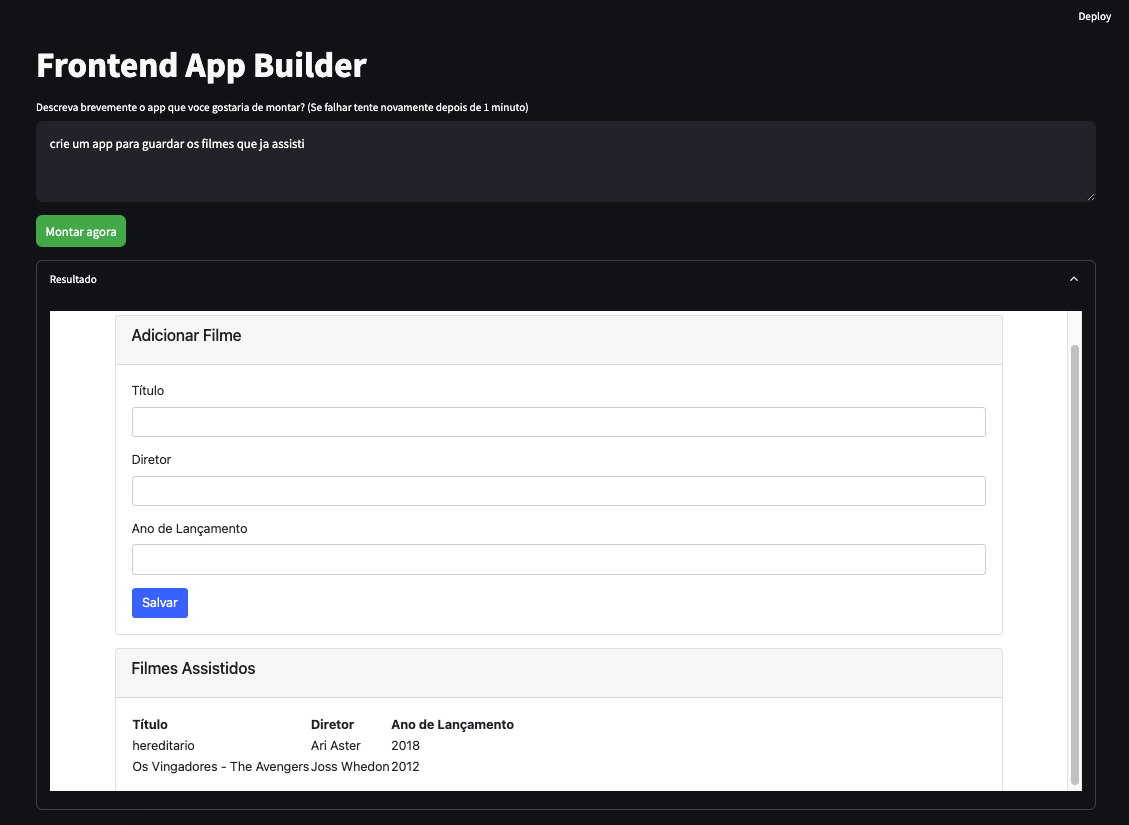 Deploy
Frontend App Builder
Descreva brevemente o app que voce gostaria de montar? (Se falhar tente novamente depois de 1 minuto)
crie um app para guardar os filmes que ja assisti
Montar agora
Resultado
Adicionar Filme
Título
Diretor
Ano de Lançamento
Salvar
Filmes Assistidos
Título Diretor Ano de Lançamento
hereditario Ari Aster 2018
Os Vingadores - The Avengers Joss Whedon 2012